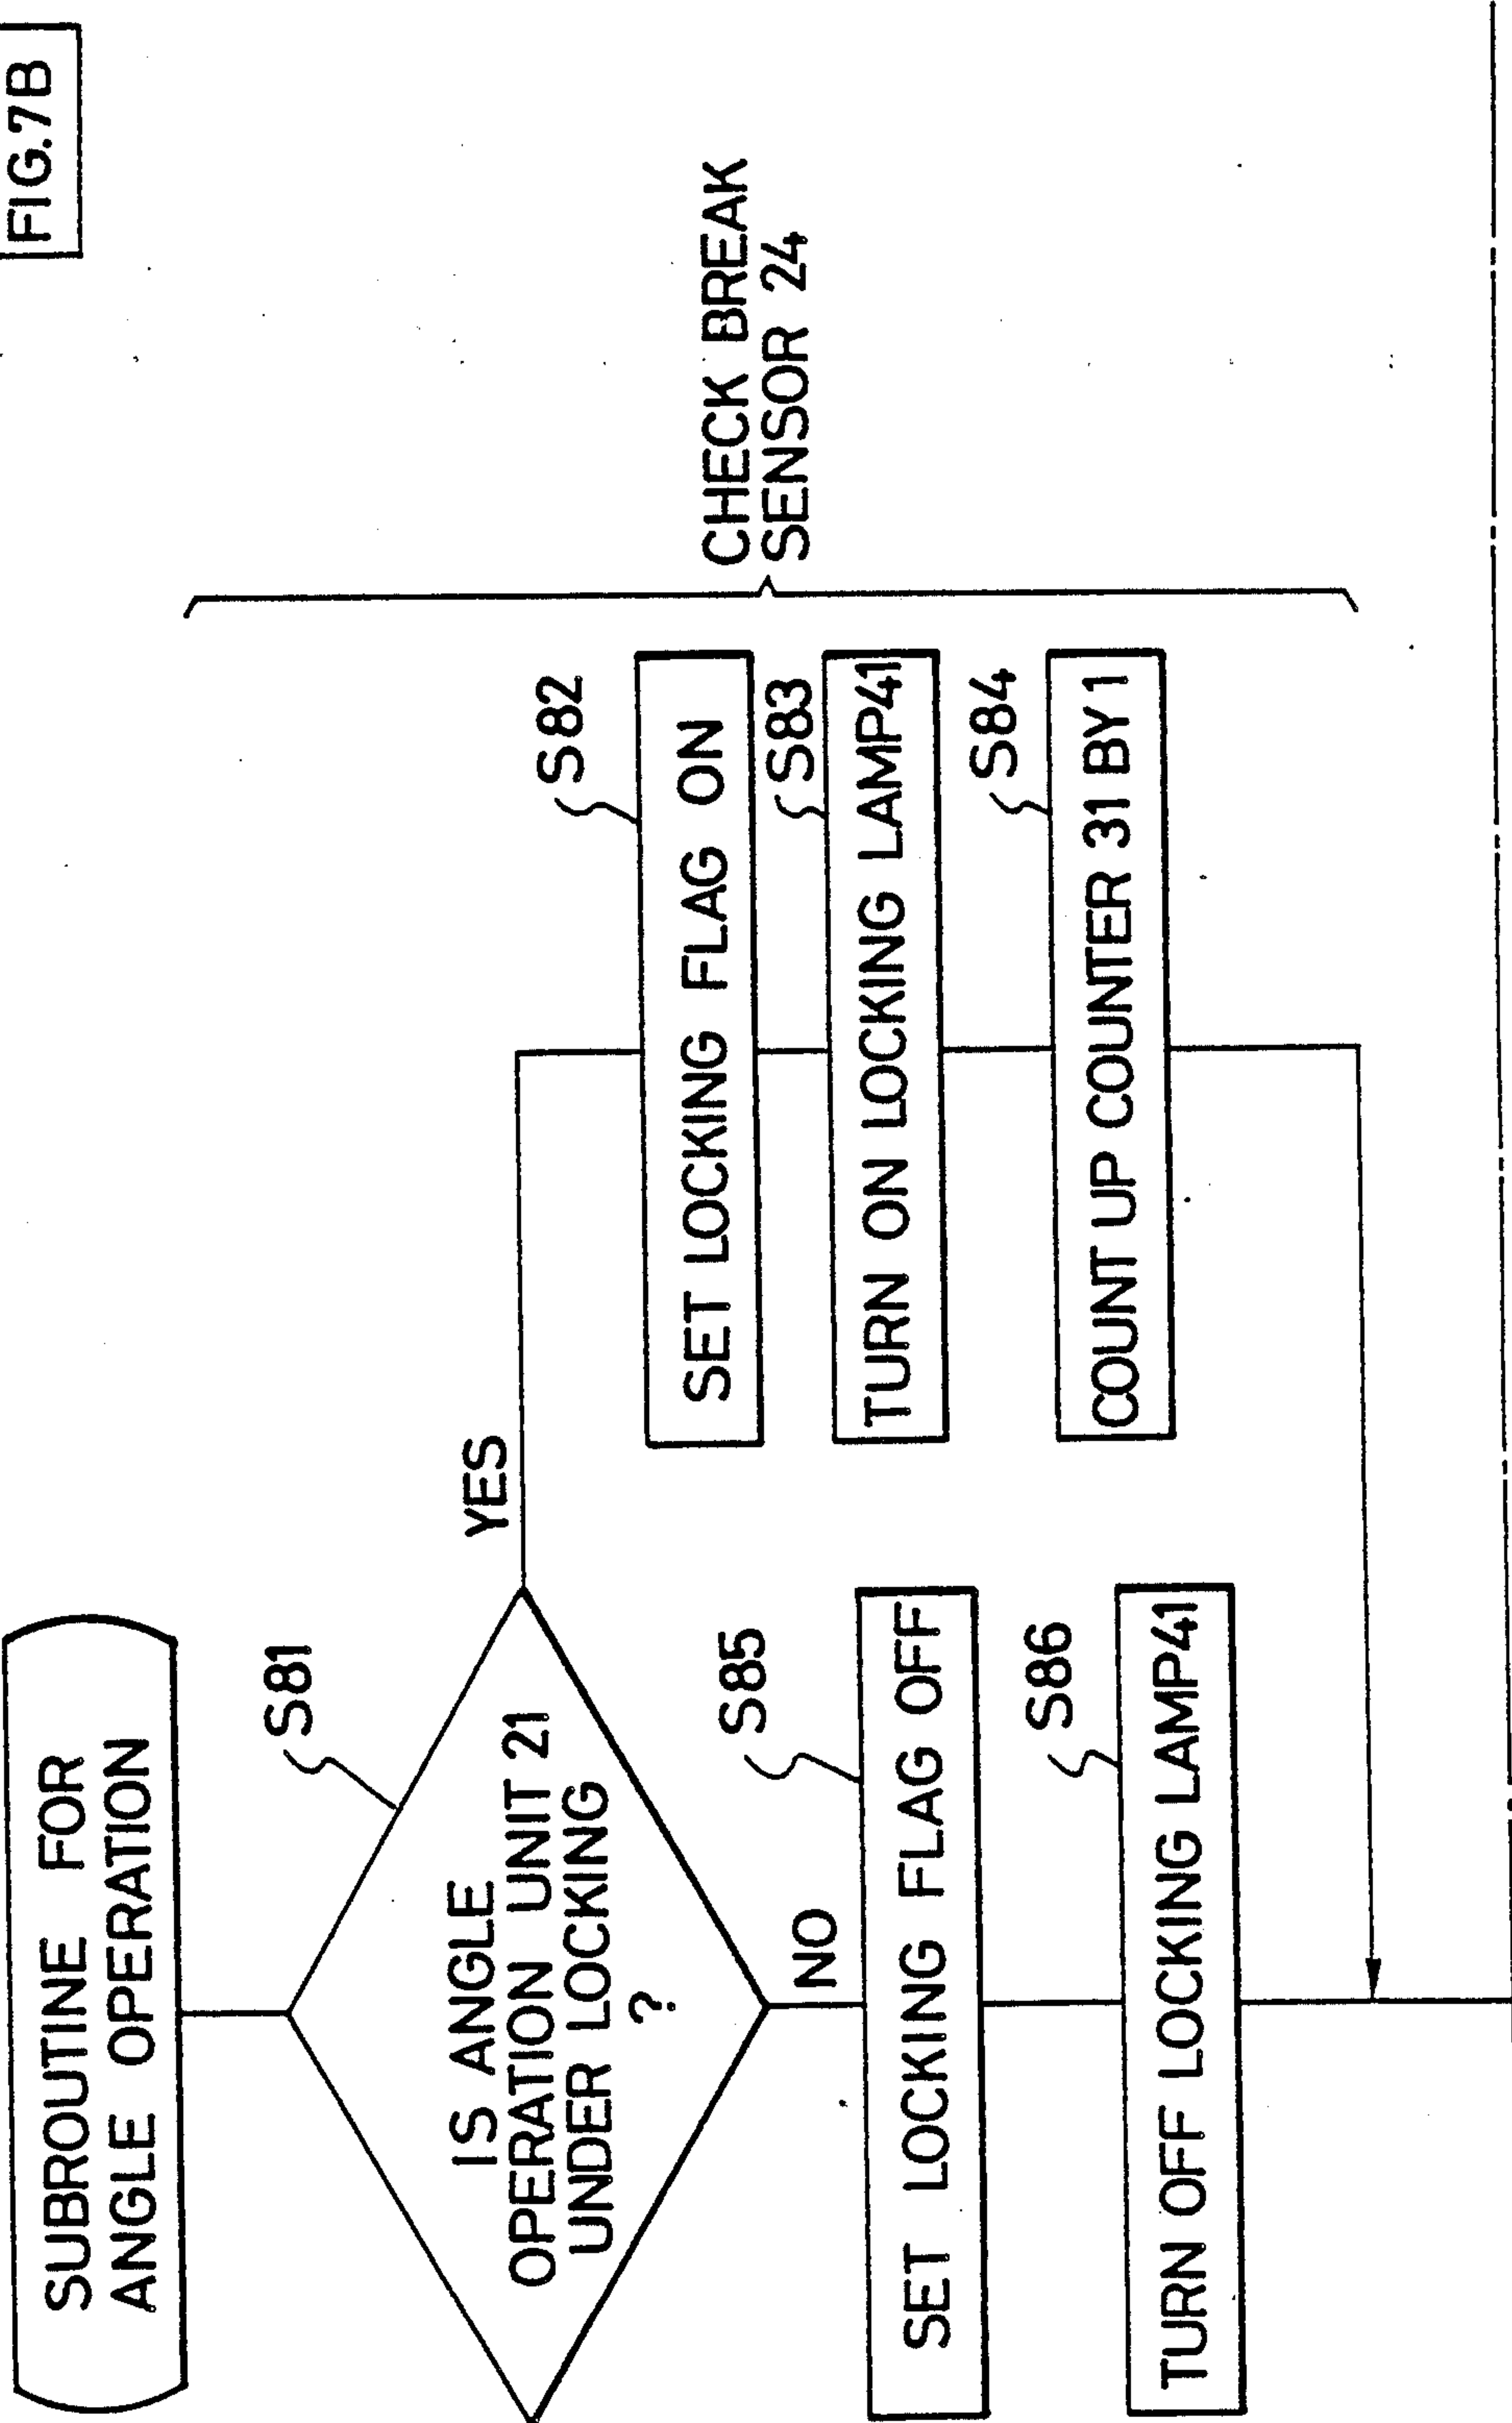 FIG.7B
SUBROUTINE FOR
ANGLE OPERATION
S81
IS ANGLE
OPERATION UNIT 21
UNDER LOCKING
?
YES
S82
SET LOCKING FLAG ON
S83
TURN ON LOCKING LAMP41
S84
COUNT UP COUNTER 31 BY 1
CHECK BREAK
SENSOR 24
NO
S85
SET LOCKING FLAG OFF
S86
TURN OFF LOCKING LAMP41